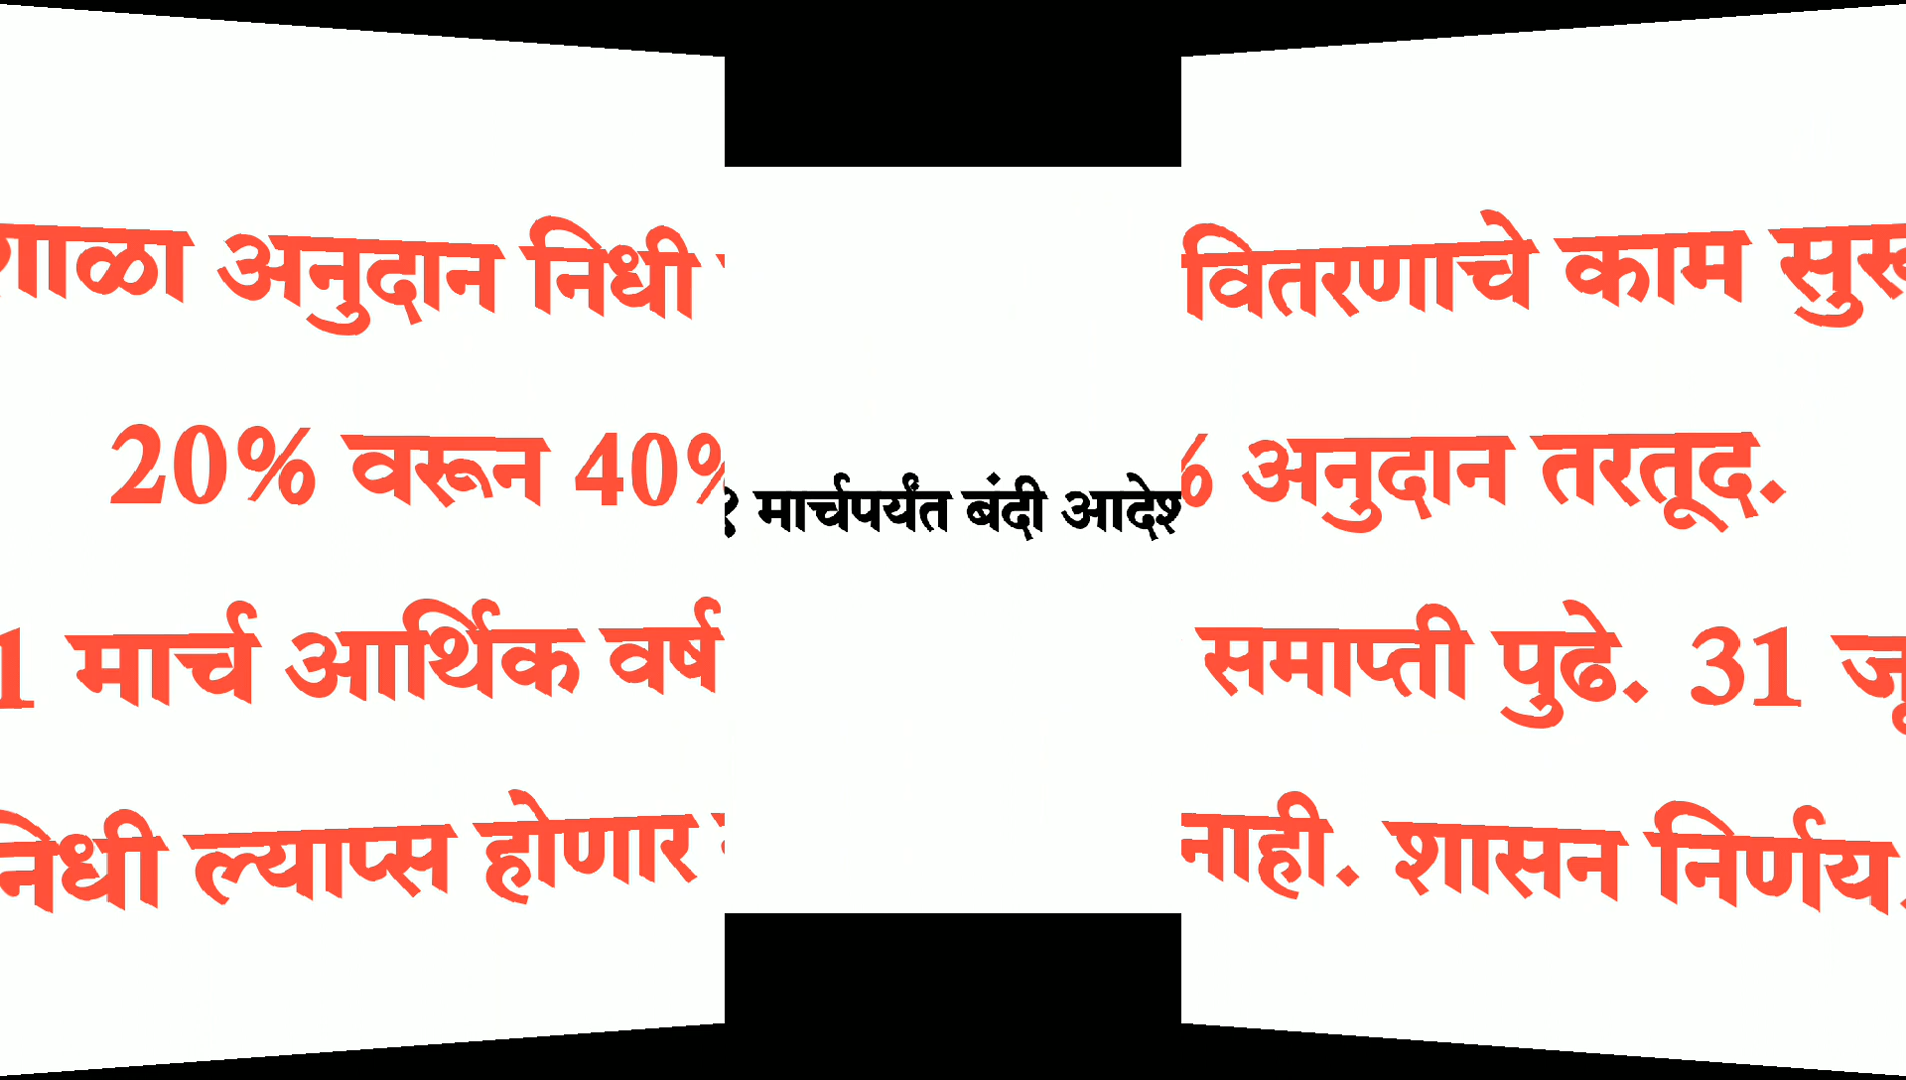 शाळा अनुदान निधी वितरणाचे काम सुरू
20% वरून 40% अनुदान तरतूद.
मार्चपर्यंत बंदी आदेश
1 मार्च आर्थिक वर्ष समाप्ती पुढे. 31
निधी ल्याप्स होणार नाही. शासन निर्णय.